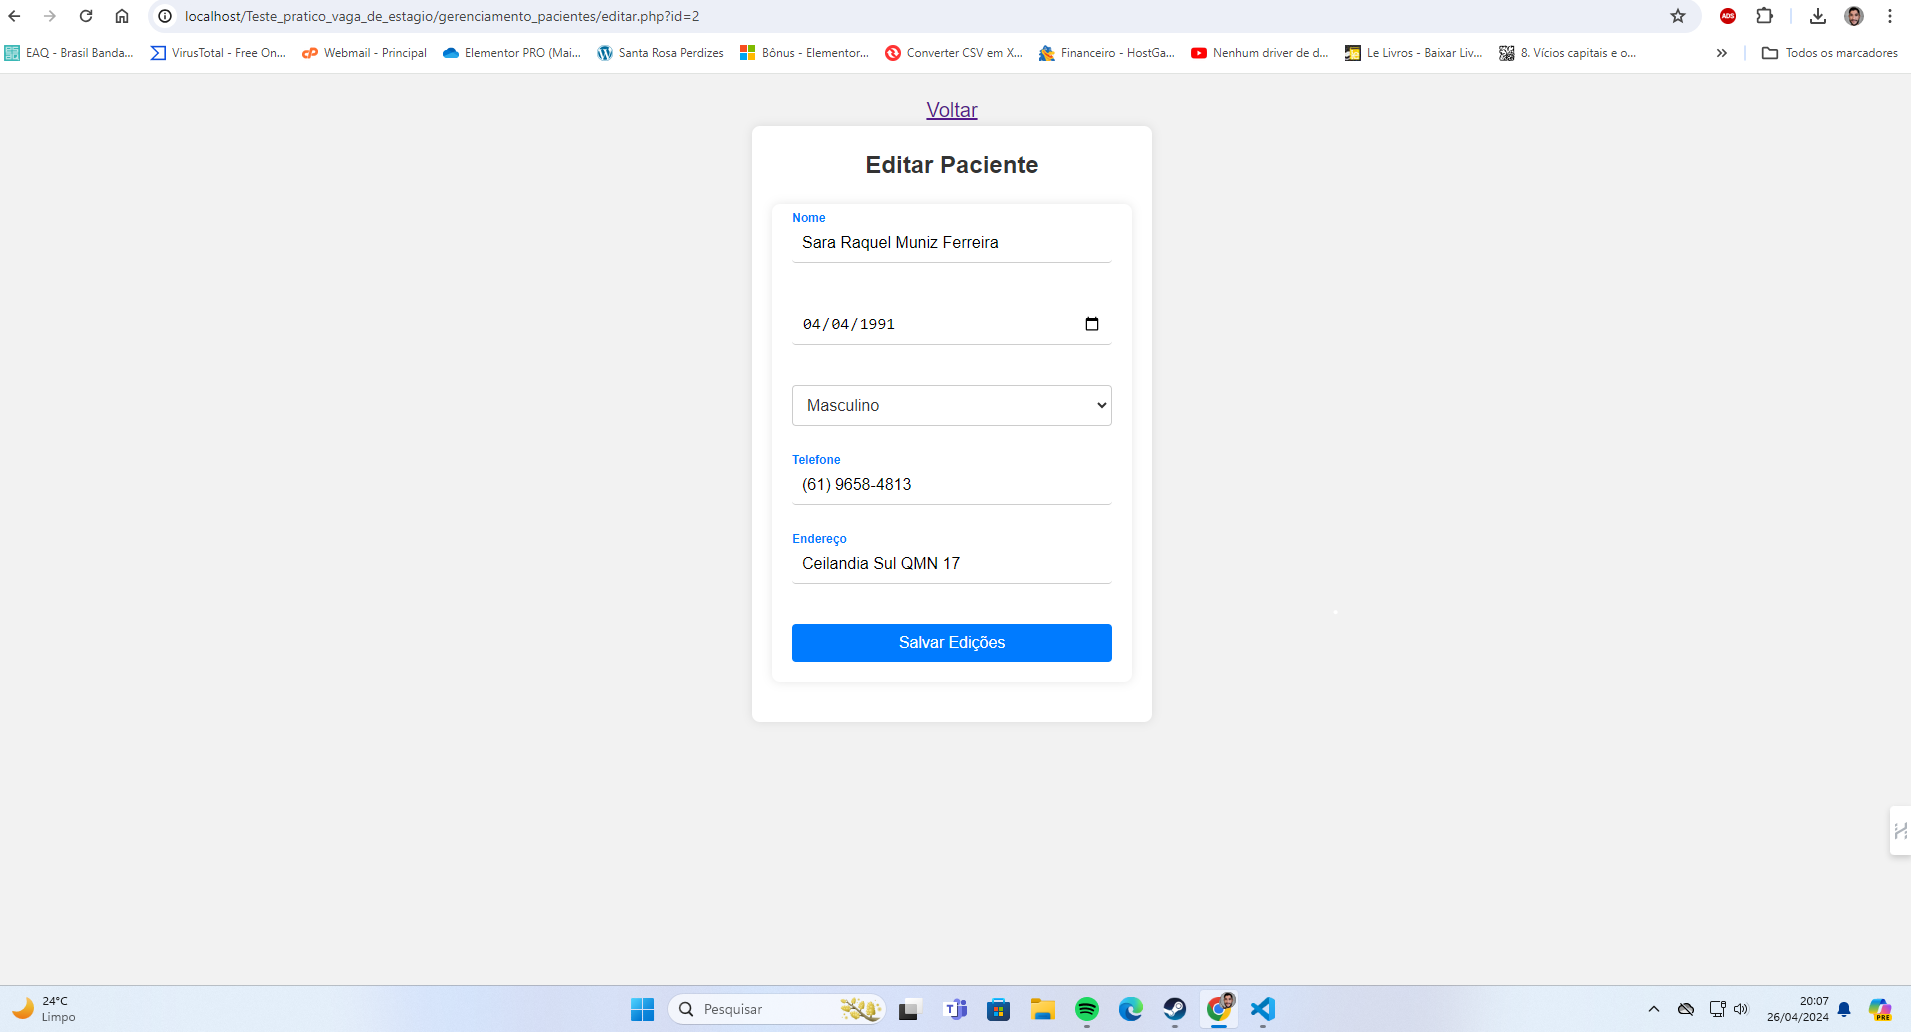 localhost/Teste_pratico_vaga_de_estagio/gerenciamento_pacientes/editar.php?id=2
ADS
EAQ - Brasil Banda... VirusTotal - Free On... Webmail - Principal Elementor PRO (Mai... Santa Rosa Perdizes Bônus - Elementor... Converter CSV em X... Financeiro - HostGa... Nenhum driver de d... Le Livros - Baixar Liv... 8. Vícios capitais e o... » Todos os marcadores
Voltar
Editar Paciente
Nome
Sara Raquel Muniz Ferreira
04/04/1991
Masculino
Telefone
(61) 9658-4813
Endereço
Ceilandia Sul QMN 17
Salvar Edições
24°C
Limpo
Pesquisar
20:07
26/04/2024
PRE